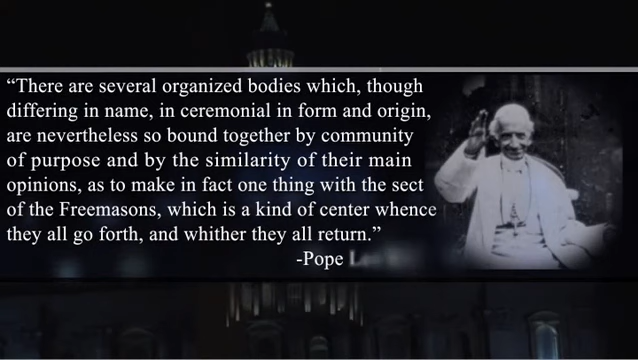 “There are several organized bodies which, though
differing in name, in ceremonial in form and origin,
are nevertheless so bound together by community
of purpose and by the similarity of their main
opinions, as to make in fact one thing with the sect
of the Freemasons, which is a kind of center whence
they all go forth, and whither they all return.”
-Pope